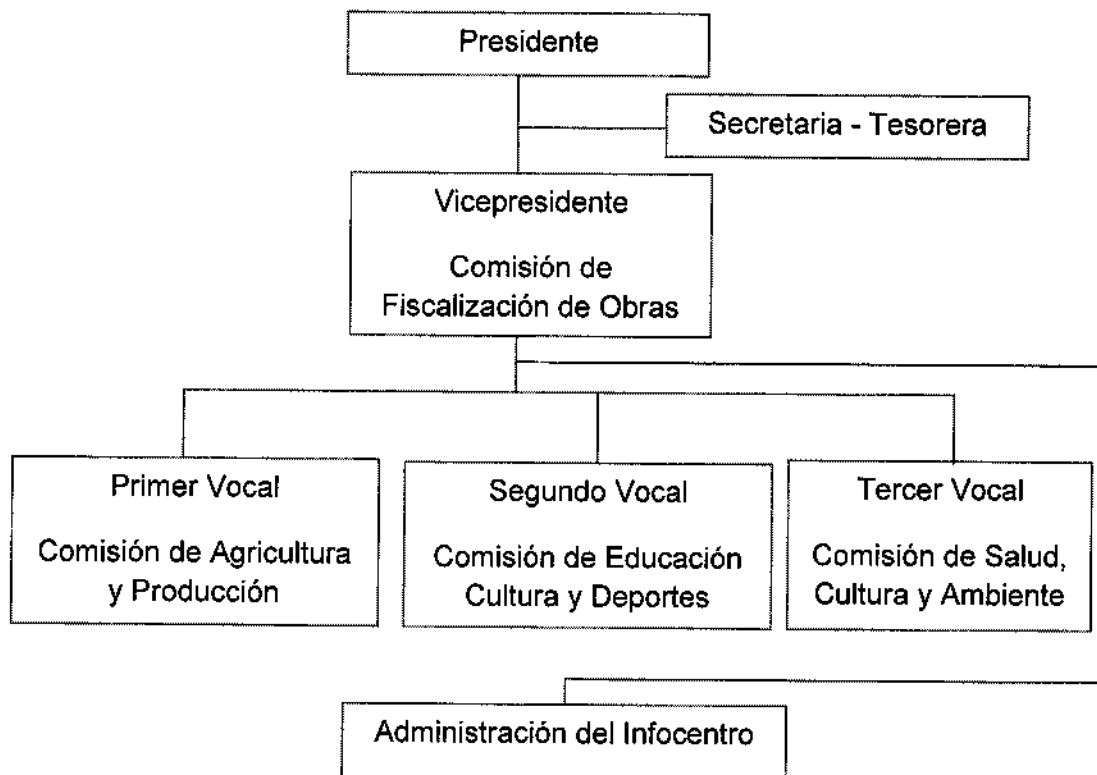 Presidente
Secretaria - Tesorera
Vicepresidente
Comisión de
Fiscalización de Obras
Primer Vocal
Comisión de Agricultura
y Producción
Segundo Vocal
Comisión de Educación
Cultura y Deportes
Tercer Vocal
Comisión de Salud,
Cultura y Ambiente
Administración del Infocentro